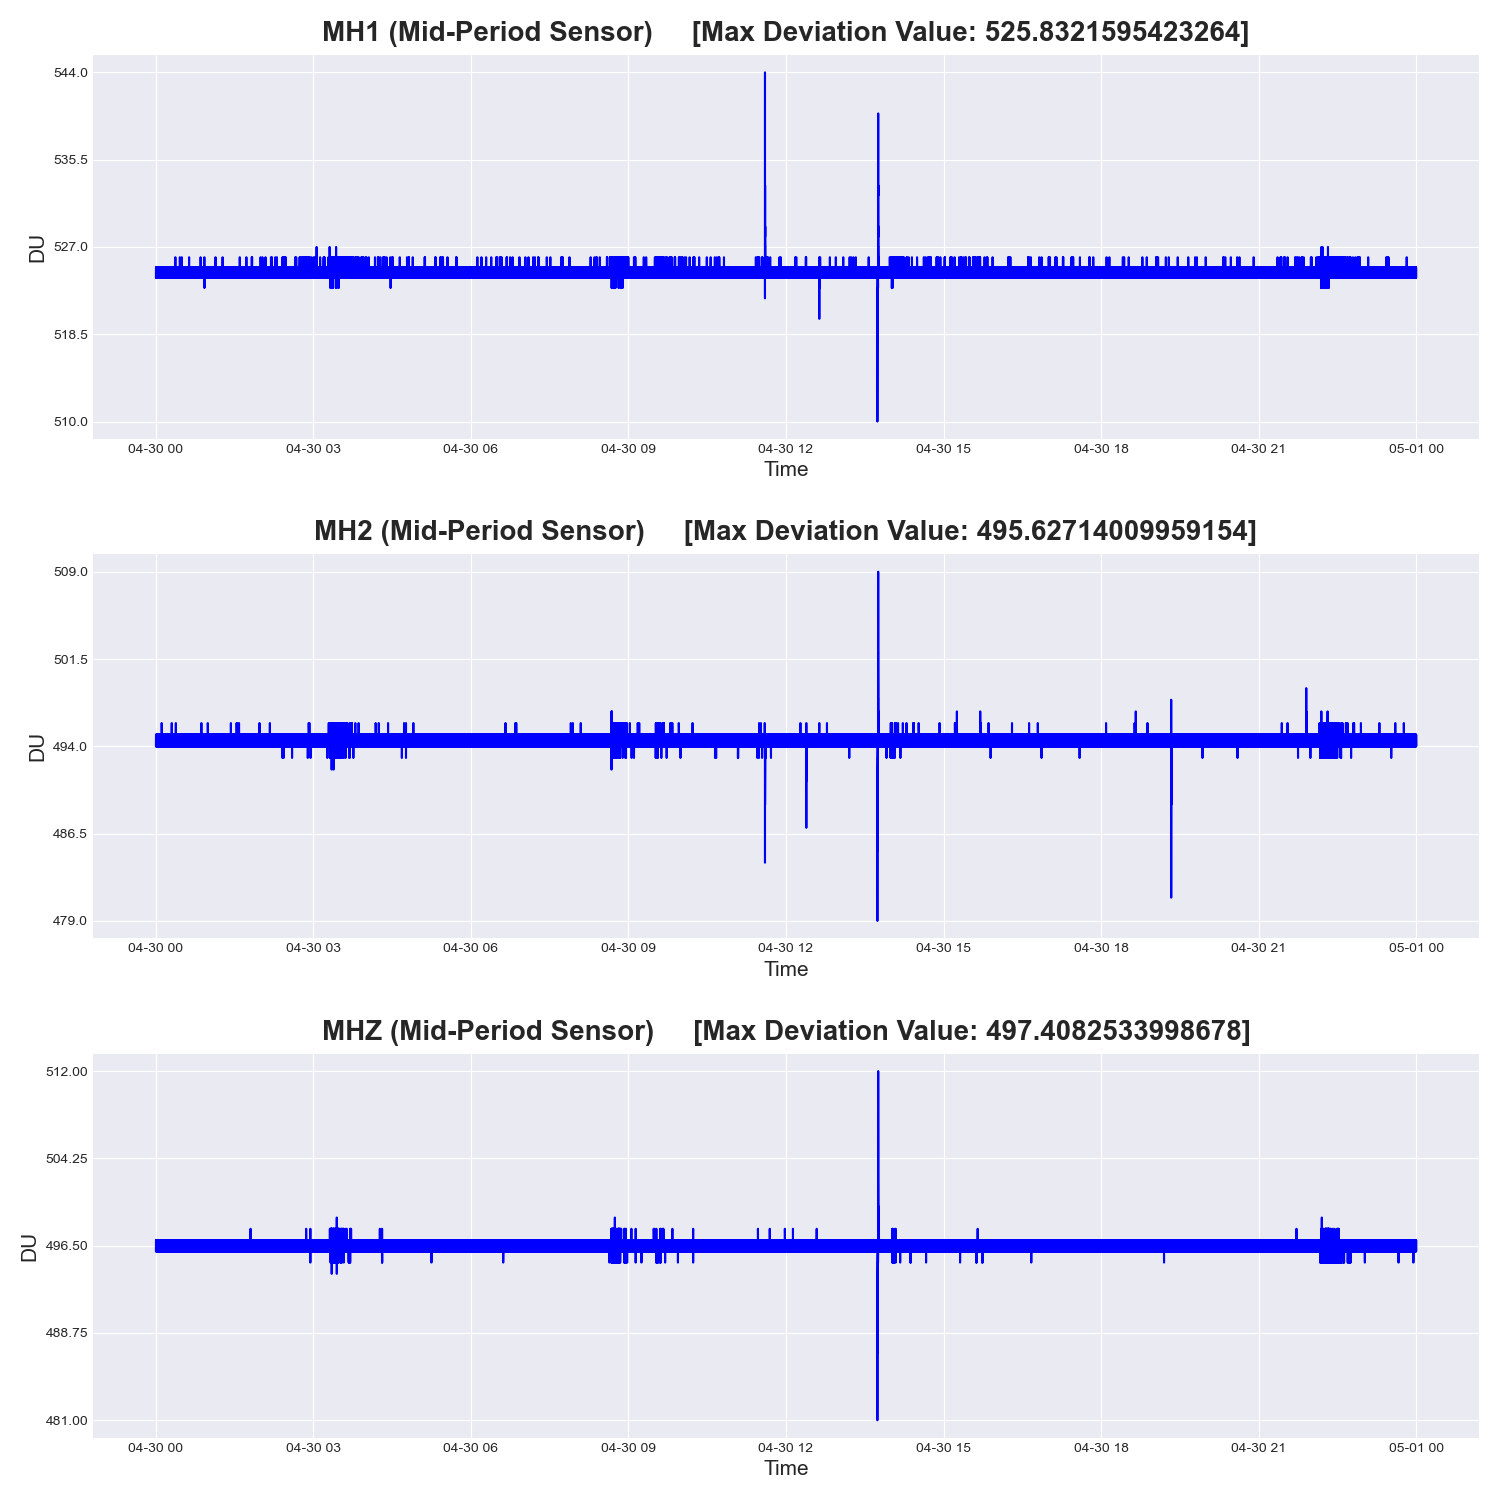 MH1 (Mid-Period Sensor) [Max Deviation Value: 525.8321595423264]
544.0
535.5
527.0
518.5
510.0
DU
04-30 00 04-30 03 04-30 06 04-30 09 04-30 12 04-30 15 04-30 18 04-30 21 05-01 00
Time
MH2 (Mid-Period Sensor) [Max Deviation Value: 495.62714009959154]
509.0
501.5
494.0
486.5
479.0
DU
04-30 00 04-30 03 04-30 06 04-30 09 04-30 12 04-30 15 04-30 18 04-30 21 05-01 00
Time
MHZ (Mid-Period Sensor) [Max Deviation Value: 497.4082533998678]
512.00
504.25
496.50
488.75
481.00
DU
04-30 00 04-30 03 04-30 06 04-30 09 04-30 12 04-30 15 04-30 18 04-30 21 05-01 00
Time